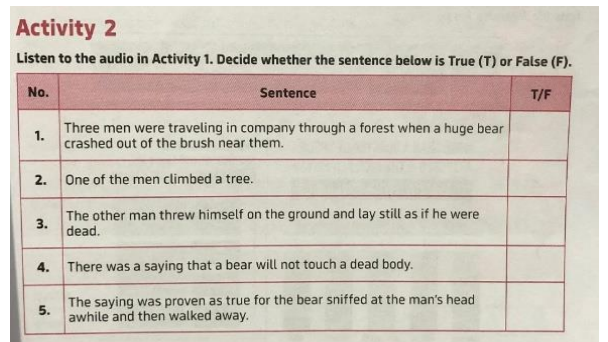 Activity 2
Listen to the audio in Activity 1. Decide whether the sentence below is True (T) or False (F).
No. Sentence T/F
1. Three men were traveling in company through a forest when a huge bear
crashed out of the brush near them.
2. One of the men climbed a tree.
3. The other man threw himself on the ground and lay still as if he were
dead.
4. There was a saying that a bear will not touch a dead body.
5. The saying was proven as true for the bear sniffed at the man's head
awhile and then walked away.